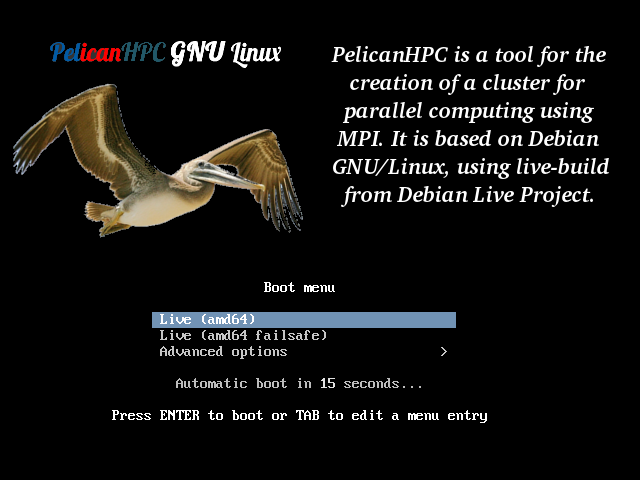 PelicanHPC GNU Linux
PelicanHPC is a tool for the
creation of a cluster for
parallel computing using
MPI. It is based on Debian
GNU/Linux, using live-build
from Debian Live Project.
Boot menu
Live (amd64)
Live (amd64 failsafe)
Advanced options >
Automatic boot in 15 seconds...
Press ENTER to boot or TAB to edit a menu entry